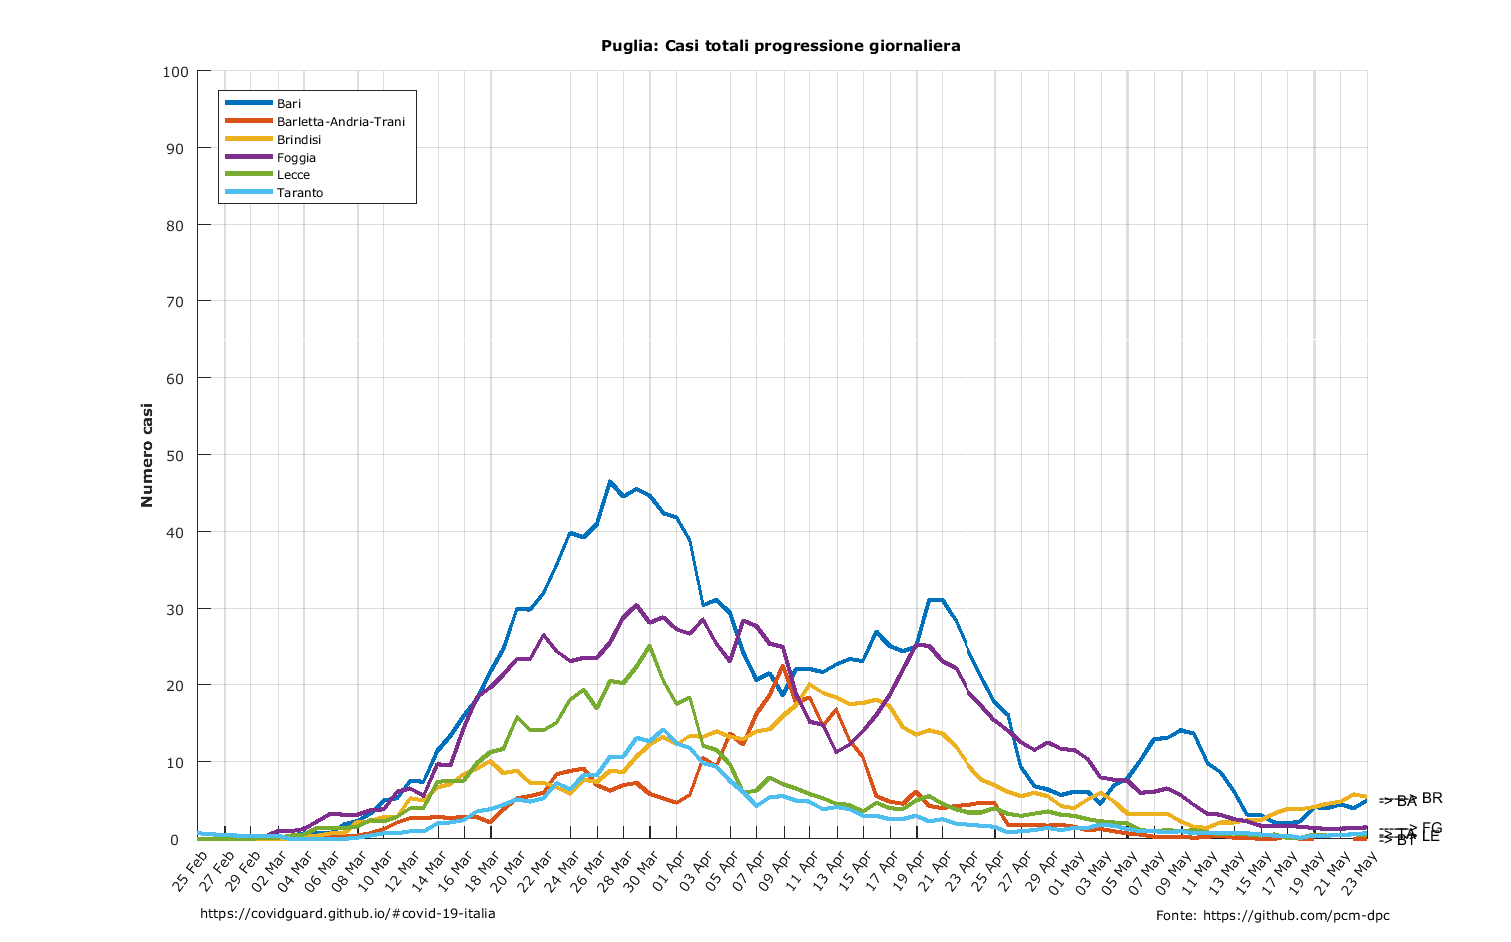 Puglia: Casi totali progressione giornaliera
Numero casi
100
90
80
70
60
50
40
30
20
10
0
Bari
Barletta-Andria-Trani
Brindisi
Foggia
Lecce
Taranto
25 Feb
27 Feb
29 Feb
02 Mar
04 Mar
06 Mar
08 Mar
10 Mar
12 Mar
14 Mar
16 Mar
18 Mar
20 Mar
22 Mar
24 Mar
26 Mar
28 Mar
30 Mar
01 Apr
03 Apr
05 Apr
07 Apr
09 Apr
11 Apr
13 Apr
15 Apr
17 Apr
19 Apr
21 Apr
23 Apr
25 Apr
27 Apr
29 Apr
01 May
03 May
05 May
07 May
09 May
11 May
13 May
15 May
17 May
19 May
21 May
23 May
BR
BA
FG
TA
LE
BT
https://covidguard.github.io/#covid-19-italia
Fonte: https://github.com/pcm-dpc